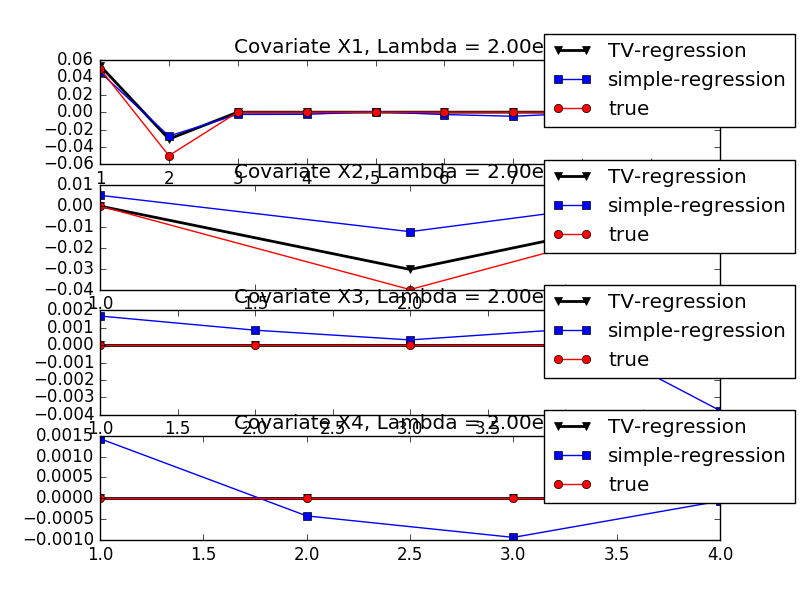 Covariate X1, Lambda = 2.00e
TV-regression
simple-regression
true
0.06
0.04
0.02
0.00
−0.02
−0.04
−0.06
1 2 3 4 5 6 7
Covariate X2, Lambda = 2.00e
TV-regression
simple-regression
true
0.01
0.00
−0.01
−0.02
−0.03
−0.04
1.0 1.5 2.0
Covariate X3, Lambda = 2.00e
TV-regression
simple-regression
true
0.002
0.001
0.000
−0.001
−0.002
−0.003
−0.004
1.0 1.5 2.0 2.5 3.0 3.5
Covariate X4, Lambda = 2.00e
TV-regression
simple-regression
true
0.0015
0.0010
0.0005
0.0000
−0.0005
−0.0010
1.0 1.5 2.0 2.5 3.0 3.5 4.0